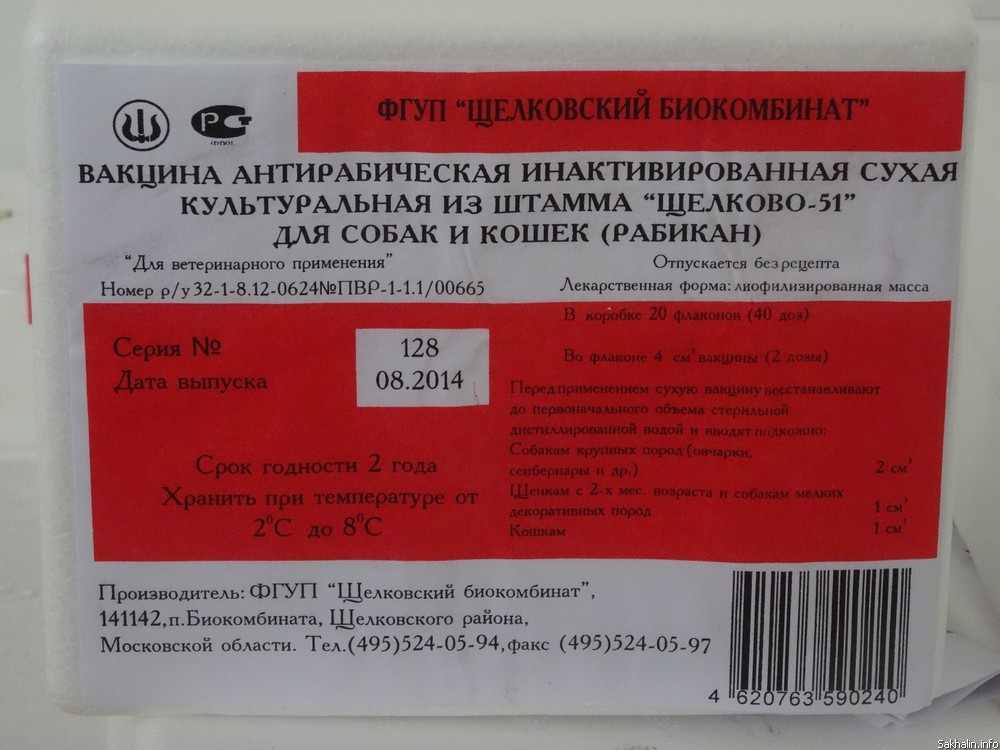 ФГУП "ЩЕЛКОВСКИЙ БИОКОМБИНАТ"
ВАКЦИНА АНТИРАБИЧЕСКАЯ ИНАКТИВИРОВАННАЯ СУХАЯ
КУЛЬТУРАЛЬНАЯ ИЗ ШТАММА "ЩЕЛКОВО-51"
ДЛЯ СОБАК И КОШЕК (РАБИКАН)
"Для ветеринарного применения"
Отпускается без рецепта
Номер р/у 32-1-8.12-0624№ПВР-1-1.1/00665
Лекарственная форма: лиофилизированная масса
В коробке 20 флаконов (40 доз)
Серия № 128
Во флаконе 4 см³ вакцины (2 дозы)
Дата выпуска 08.2014
Перед применением сухую вакцину восстанавливают
до первоначального объема стерильной
дистиллированной водой и вводят подкожно:
Собакам крупных пород (овчарки,
сенбернары и др.) 2 см³
Щенкам с 2-х мес. возраста и собакам мелких
декоративных пород 1 см³
Кошкам 1 см³
Срок годности 2 года
Хранить при температуре от
2°С до 8°С
Производитель: ФГУП "Щелковский биокомбинат",
141142,п.Биокомбината, Щелковского района,
Московской области. Тел.(495)524-05-94,факс (495)524-05-97
4 620763 590240
Sakhalin.info